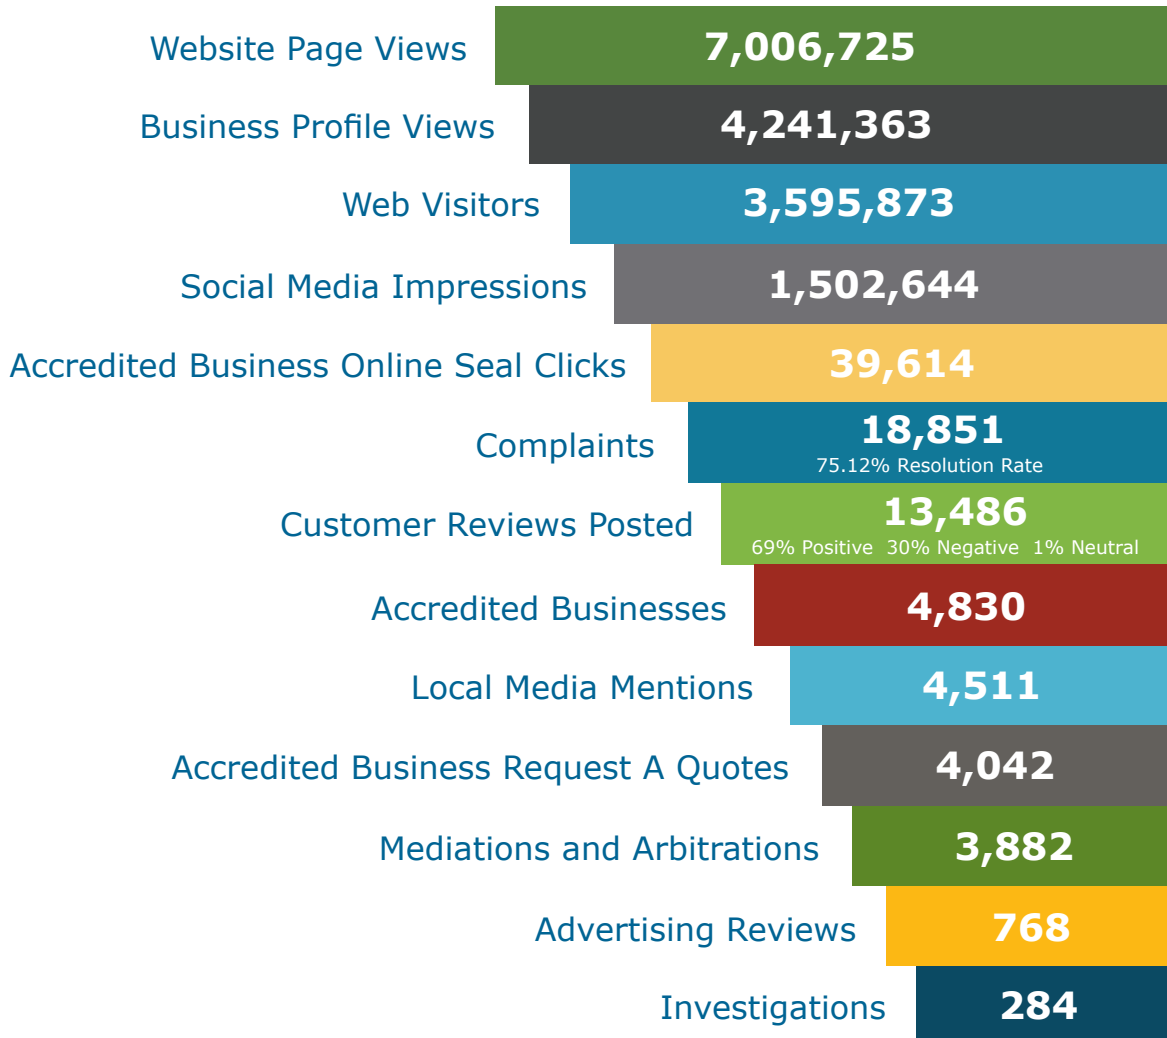 Website Page Views 7,006,725
Business Profile Views 4,241,363
Web Visitors 3,595,873
Social Media Impressions 1,502,644
Accredited Business Online Seal Clicks 39,614
Complaints 18,851
75.12% Resolution Rate
Customer Reviews Posted 13,486
69% Positive 30% Negative 1% Neutral
Accredited Businesses 4,830
Local Media Mentions 4,511
Accredited Business Request A Quotes 4,042
Mediations and Arbitrations 3,882
Advertising Reviews 768
Investigations 284